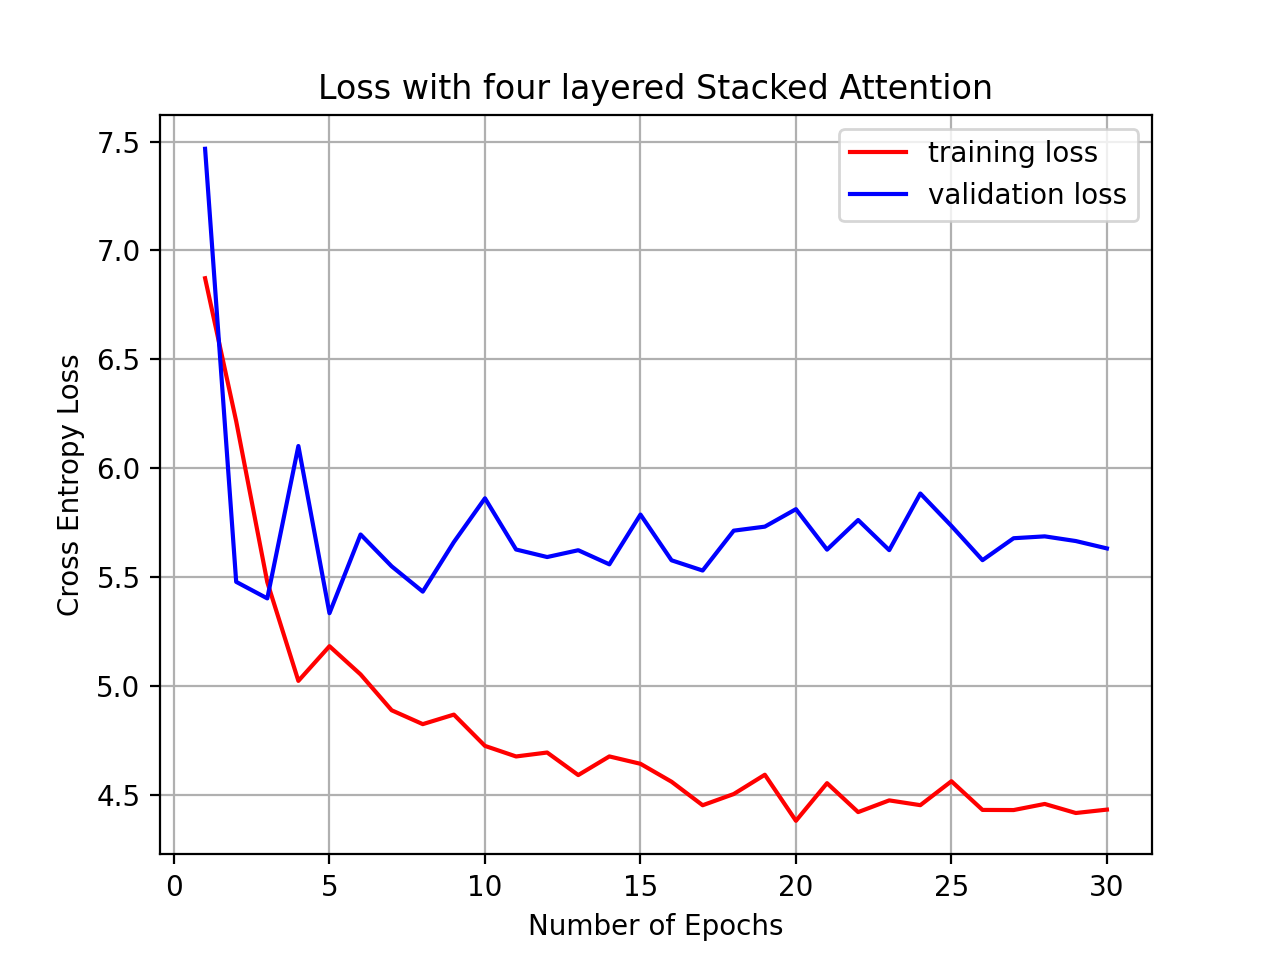 Loss with four layered Stacked Attention
training loss
validation loss
Cross Entropy Loss
7.5
7.0
6.5
6.0
5.5
5.0
4.5
0 5 10 15 20 25 30
Number of Epochs